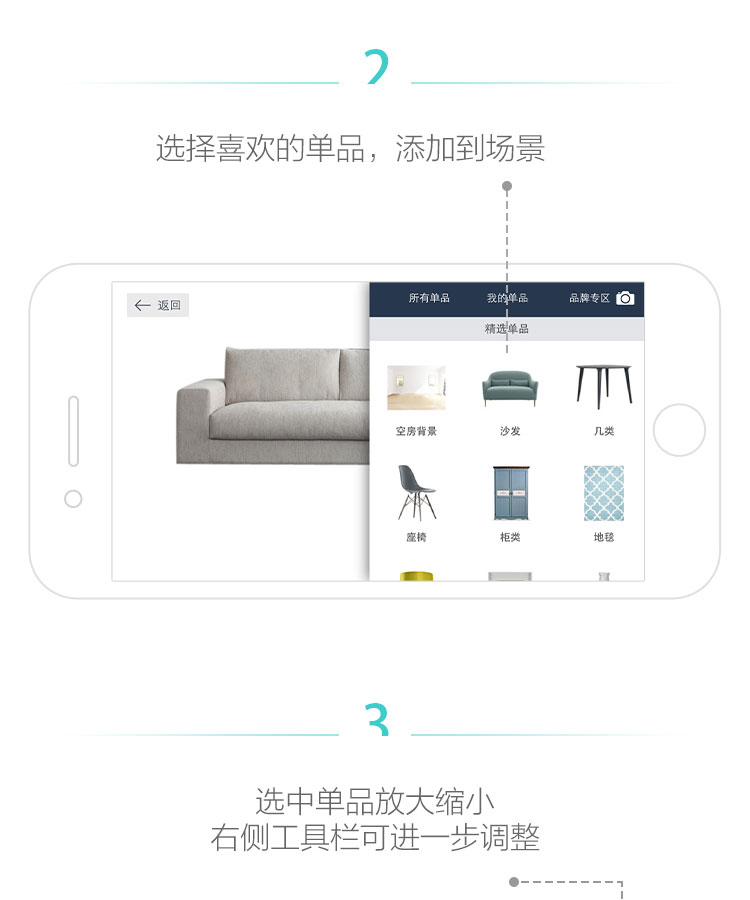 2
选择喜欢的单品，添加到场景
返回
所有单品 我的单品 品牌专区
精选单品
空房背景 沙发 几类
座椅 柜类 地毯
3
选中单品放大缩小
右侧工具栏可进一步调整